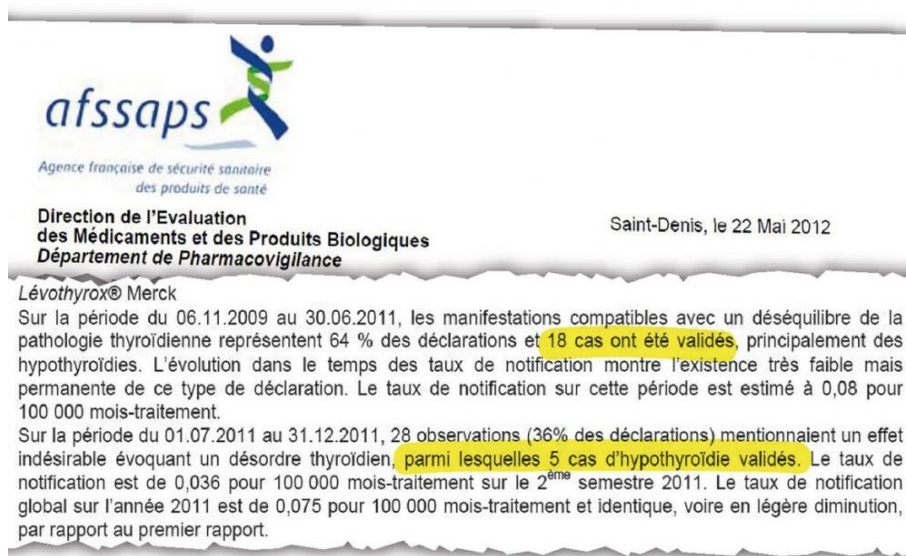 afssaps
Agence française de sécurité sanitaire
des produits de santé
Direction de l'Evaluation
des Médicaments et des Produits Biologiques
Département de Pharmacovigilance
Saint-Denis, le 22 Mai 2012
Lévothyrox® Merck
Sur la période du 06.11.2009 au 30.06.2011, les manifestations compatibles avec un déséquilibre de la
pathologie thyroïdienne représentent 64 % des déclarations et 18 cas ont été validés, principalement des
hypothyroïdies. L'évolution dans le temps des taux de notification montre l'existence très faible mais
permanente de ce type de déclaration. Le taux de notification sur cette période est estimé à 0,08 pour
100 000 mois-traitement.
Sur la période du 01.07.2011 au 31.12.2011, 28 observations (36% des déclarations) mentionnaient un effet
indésirable évoquant un désordre thyroïdien, parmi lesquelles 5 cas d'hypothyroïdie validés. Le taux de
notification est de 0,036 pour 100 000 mois-traitement sur le 2ème semestre 2011. Le taux de notification
global sur l'année 2011 est de 0,075 pour 100 000 mois-traitement et identique, voire en légère diminution,
par rapport au premier rapport.